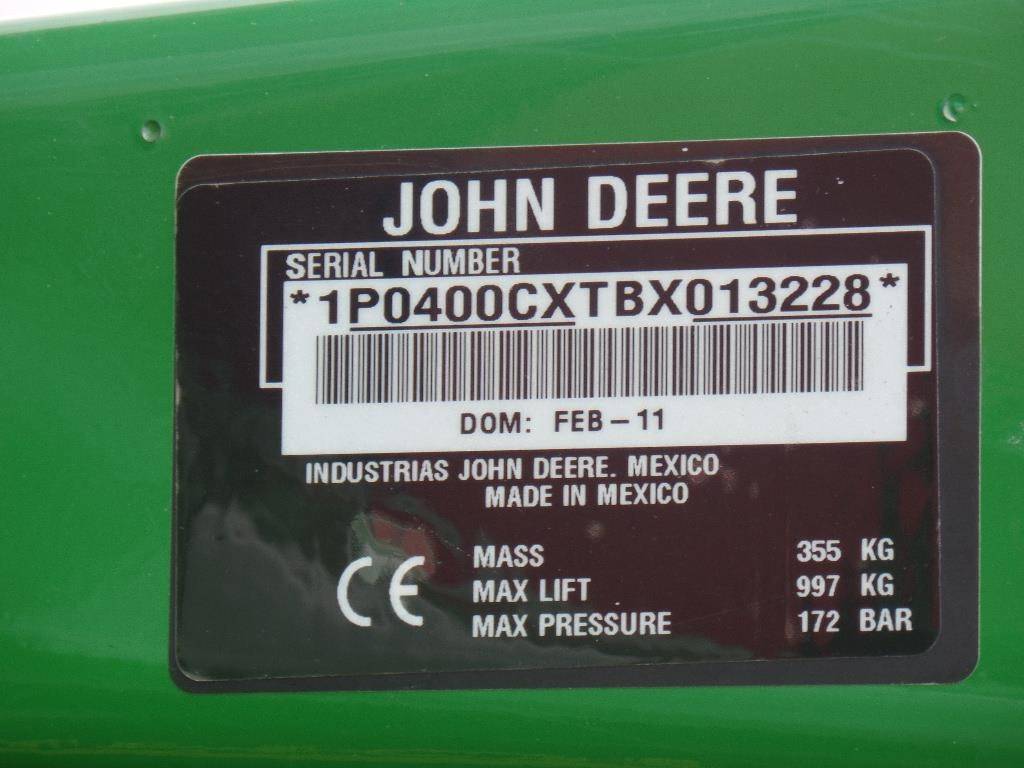 JOHN DEERE
SERIAL NUMBER
*1P0400CXTBX013228*
DOM: FEB-11
INDUSTRIAS JOHN DEERE. MEXICO
MADE IN MEXICO
CE
MASS 355 KG
MAX LIFT 997 KG
MAX PRESSURE 172 BAR